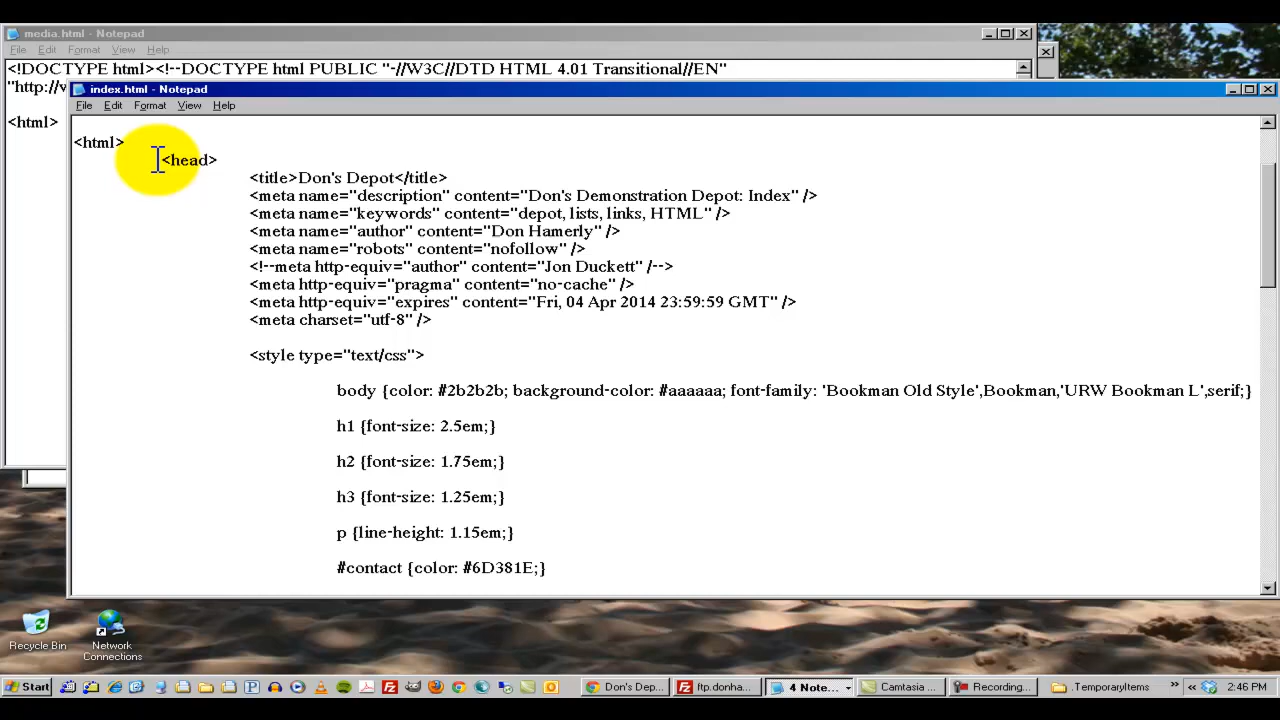 media.html - Notepad
File Edit Format View Help
<!DOCTYPE html><!--DOCTYPE html PUBLIC "-//W3C//DTD HTML 4.01 Transitional//EN"
"http://w
<html>
index.html - Notepad
File Edit Format View Help
<html>
<head>
<title>Don's Depot</title>
<meta name="description" content="Don's Demonstration Depot: Index" />
<meta name="keywords" content="depot, lists, links, HTML" />
<meta name="author" content="Don Hamerly" />
<meta name="robots" content="nofollow" />
<!--meta http-equiv="author" content="Jon Duckett" /-->
<meta http-equiv="pragma" content="no-cache" />
<meta http-equiv="expires" content="Fri, 04 Apr 2014 23:59:59 GMT" />
<meta charset="utf-8" />
<style type="text/css">
body {color: #2b2b2b; background-color: #aaaaaa; font-family: 'Bookman Old Style',Bookman,'URW Bookman L',serif;}
h1 {font-size: 2.5em;}
h2 {font-size: 1.75em;}
h3 {font-size: 1.25em;}
p {line-height: 1.15em;}
#contact {color: #6D381E;}
Recycle Bin
Network Connections
Start
Don's Dep...
ftp.donha...
4 Note...
Camtasia ...
Recording...
.TemporaryItems
2:46 PM